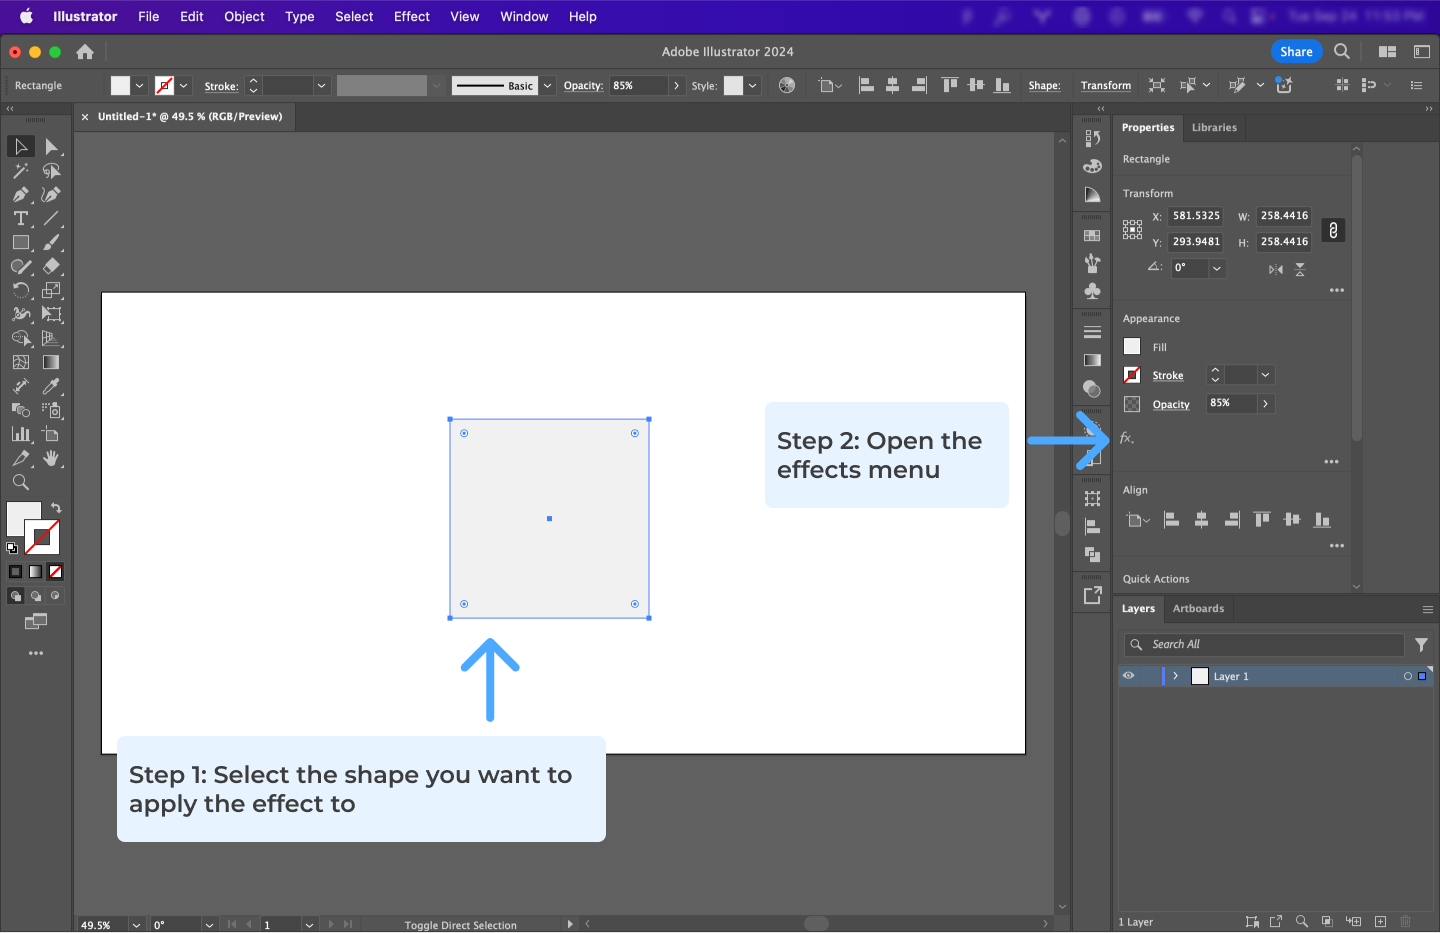 Illustrator File Edit Object Type Select Effect View Window Help
Adobe Illustrator 2024
Share
Rectangle
Stroke:
Basic
Opacity: 85%
Style:
Shape:
Transform
× Untitled-1* @ 49.5 % (RGB/Preview)
Properties Libraries
Rectangle
Transform
X: 581.5325 W: 258.4416
Y: 293.9481 H: 258.4416
0°
Appearance
Fill
Stroke
Opacity 85%
fx.
Align
Quick Actions
Step 2: Open the
effects menu
Step 1: Select the shape you want to
apply the effect to
Layers Artboards
Search All
Layer 1
1 Layer
49.5% 0° 1 Toggle Direct Selection